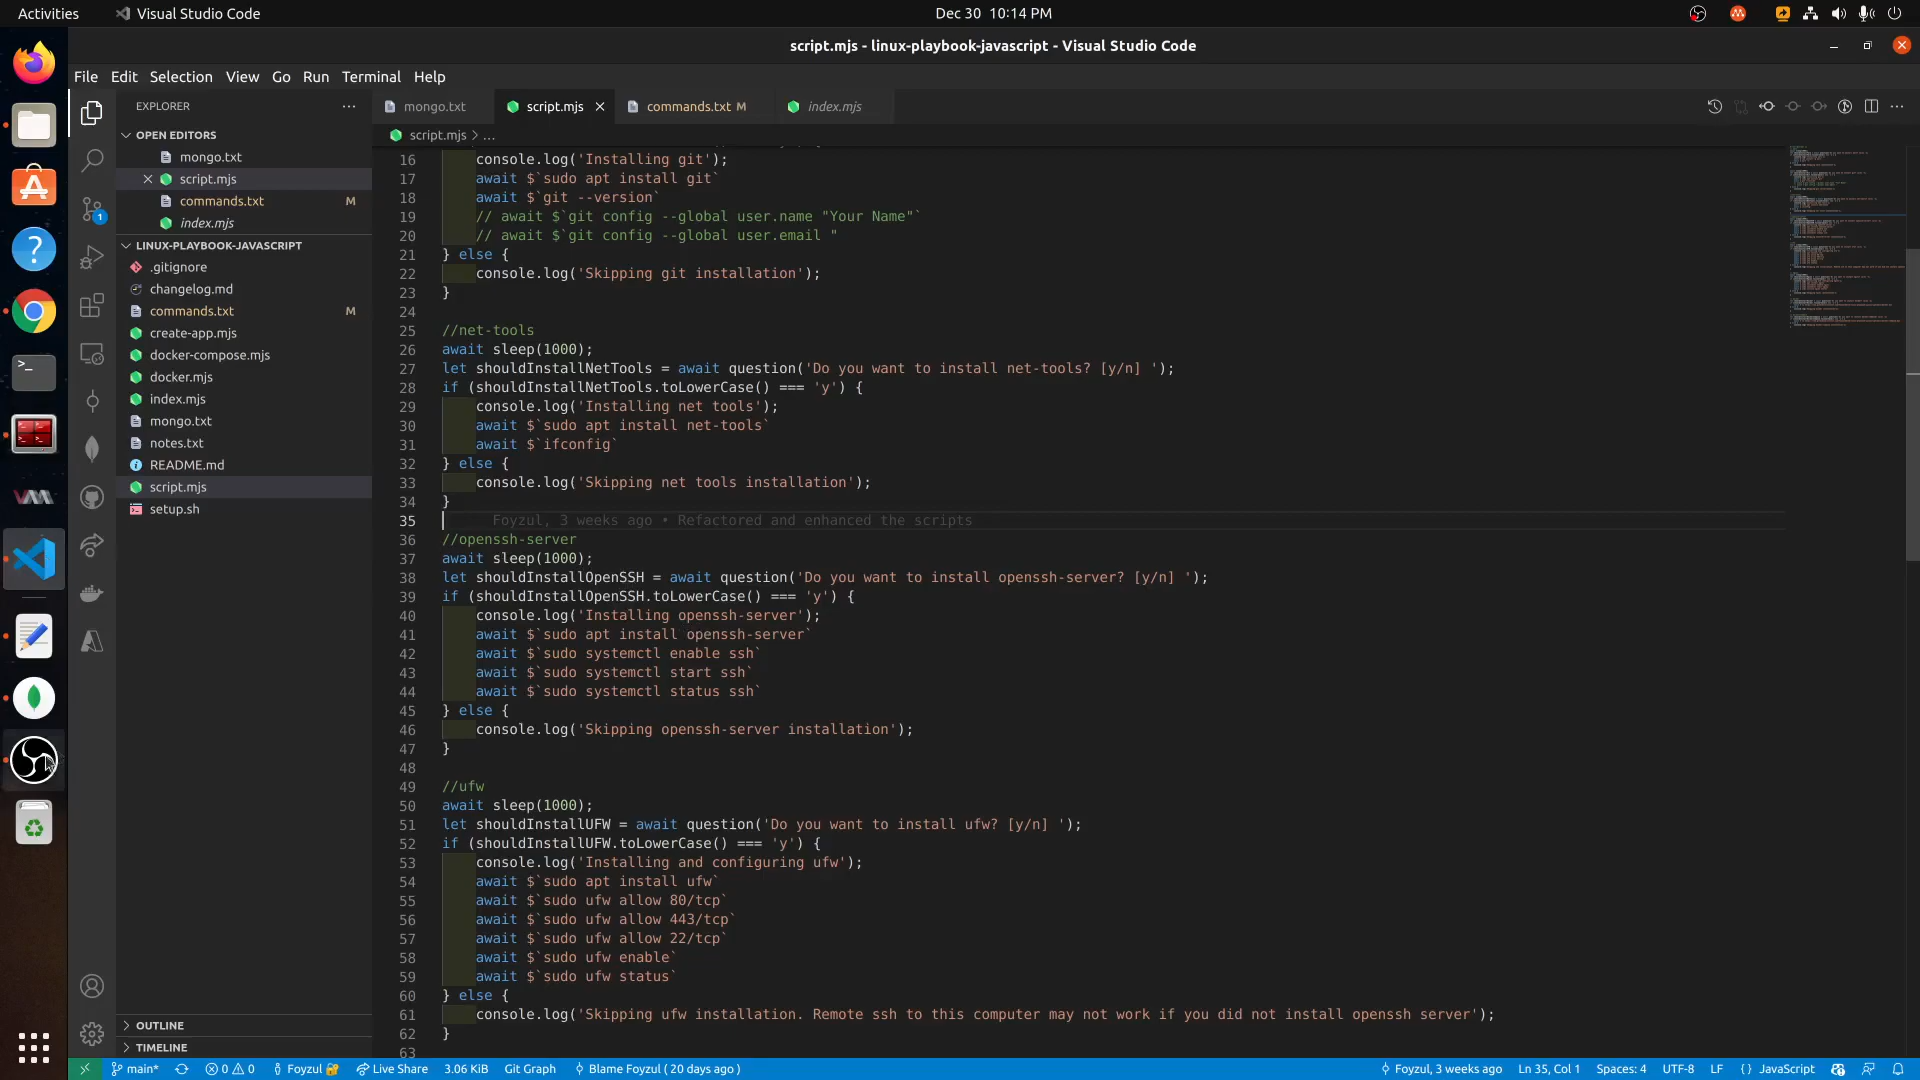 Activities
Visual Studio Code
Dec 30 10:14 PM
script.mjs - linux-playbook-javascript - Visual Studio Code
File Edit Selection View Go Run Terminal Help
EXPLORER
mongo.txt
script.mjs
commands.txt M
index.mjs
OPEN EDITORS
script.mjs > ...
mongo.txt
script.mjs
commands.txt M
index.mjs
LINUX-PLAYBOOK-JAVASCRIPT
.gitignore
changelog.md
commands.txt M
create-app.mjs
docker-compose.mjs
docker.mjs
index.mjs
mongo.txt
notes.txt
README.md
script.mjs
setup.sh
OUTLINE
TIMELINE
1
16 console.log('Installing git');
17 await $`sudo apt install git`
18 await $`git --version`
19 // await $`git config --global user.name "Your Name"`
20 // await $`git config --global user.email "
21 } else {
22 console.log('Skipping git installation');
23 }
24
25 //net-tools
26 await sleep(1000);
27 let shouldInstallNetTools = await question('Do you want to install net-tools? [y/n] ');
28 if (shouldInstallNetTools.toLowerCase() === 'y') {
29 console.log('Installing net tools');
30 await $`sudo apt install net-tools`
31 await $`ifconfig`
32 } else {
33 console.log('Skipping net tools installation');
34 }
35 Foyzul, 3 weeks ago • Refactored and enhanced the scripts
36 //openssh-server
37 await sleep(1000);
38 let shouldInstallOpenSSH = await question('Do you want to install openssh-server? [y/n] ');
39 if (shouldInstallOpenSSH.toLowerCase() === 'y') {
40 console.log('Installing openssh-server');
41 await $`sudo apt install openssh-server`
42 await $`sudo systemctl enable ssh`
43 await $`sudo systemctl start ssh`
44 await $`sudo systemctl status ssh`
45 } else {
46 console.log('Skipping openssh-server installation');
47 }
48
49 //ufw
50 await sleep(1000);
51 let shouldInstallUFW = await question('Do you want to install ufw? [y/n] ');
52 if (shouldInstallUFW.toLowerCase() === 'y') {
53 console.log('Installing and configuring ufw');
54 await $`sudo apt install ufw`
55 await $`sudo ufw allow 80/tcp`
56 await $`sudo ufw allow 443/tcp`
57 await $`sudo ufw allow 22/tcp`
58 await $`sudo ufw enable`
59 await $`sudo ufw status`
60 } else {
61 console.log('Skipping ufw installation. Remote ssh to this computer may not work if you did not install openssh server');
62 }
63
main* 0 0 Foyzul Live Share 3.06 KiB Git Graph Blame Foyzul ( 20 days ago ) Foyzul, 3 weeks ago Ln 35, Col 1 Spaces: 4 UTF-8 LF { } JavaScript